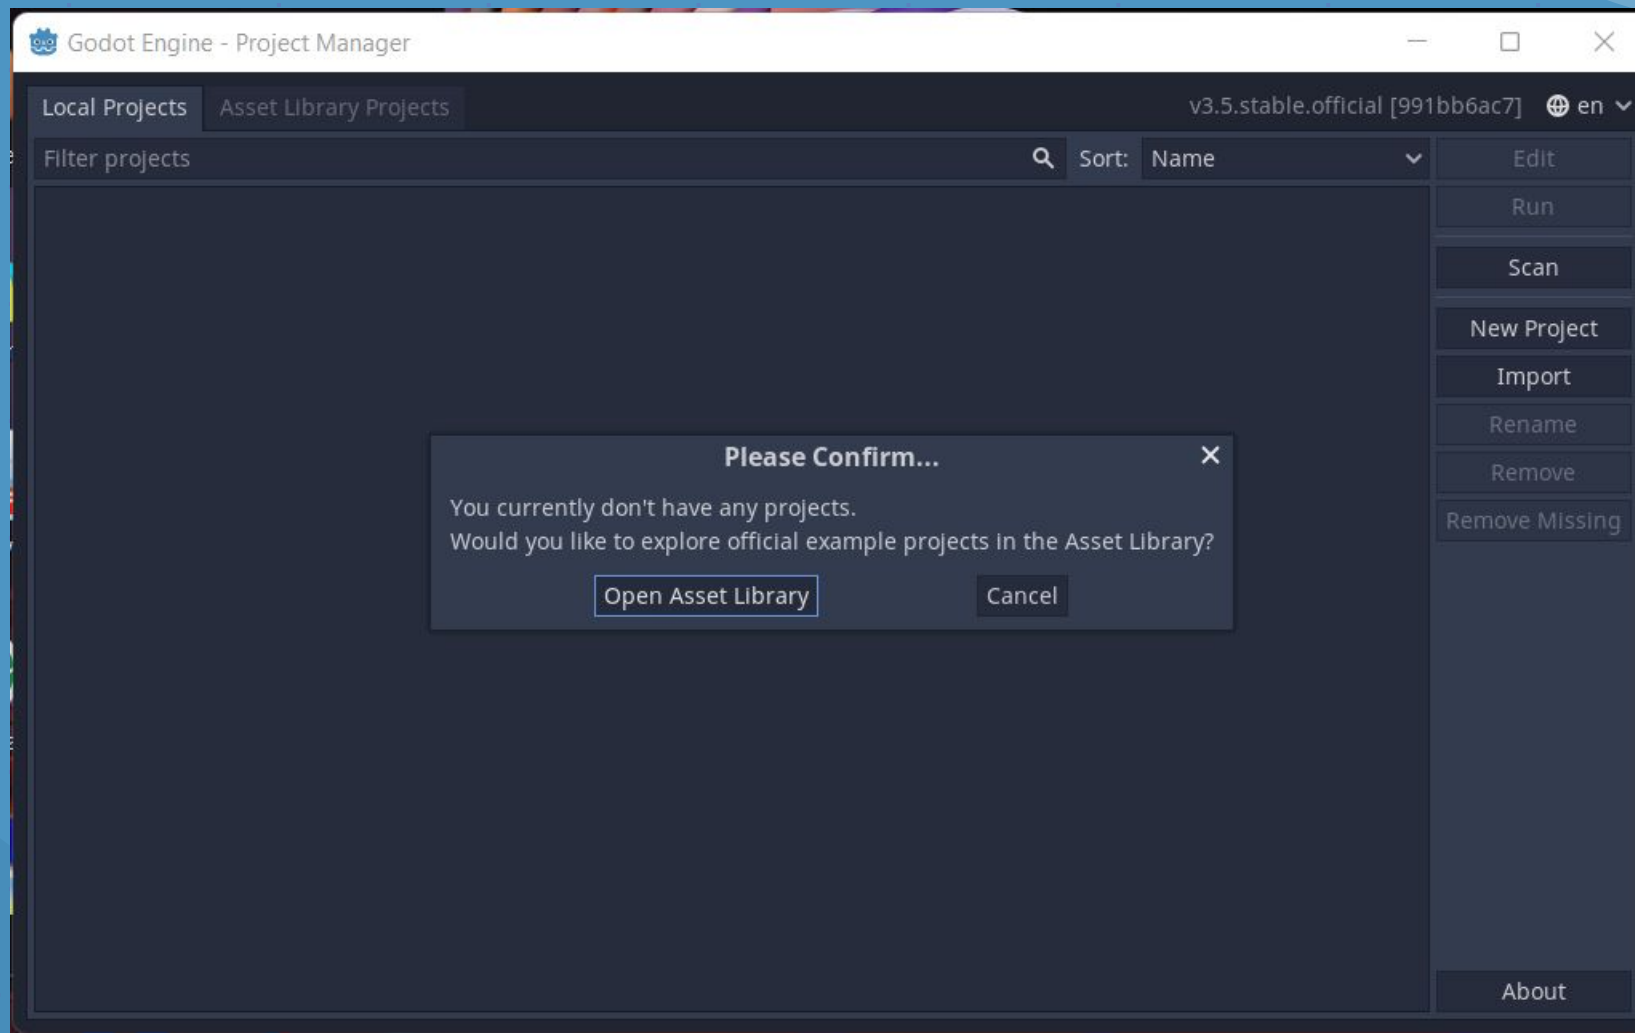 Godot Engine - Project Manager
Local Projects Asset Library Projects v3.5.stable.official [991bb6ac7] en
Filter projects Sort: Name Edit
Run
Scan
New Project
Import
Rename
Remove
Remove Missing
Please Confirm...
You currently don't have any projects.
Would you like to explore official example projects in the Asset Library?
Open Asset Library Cancel
About